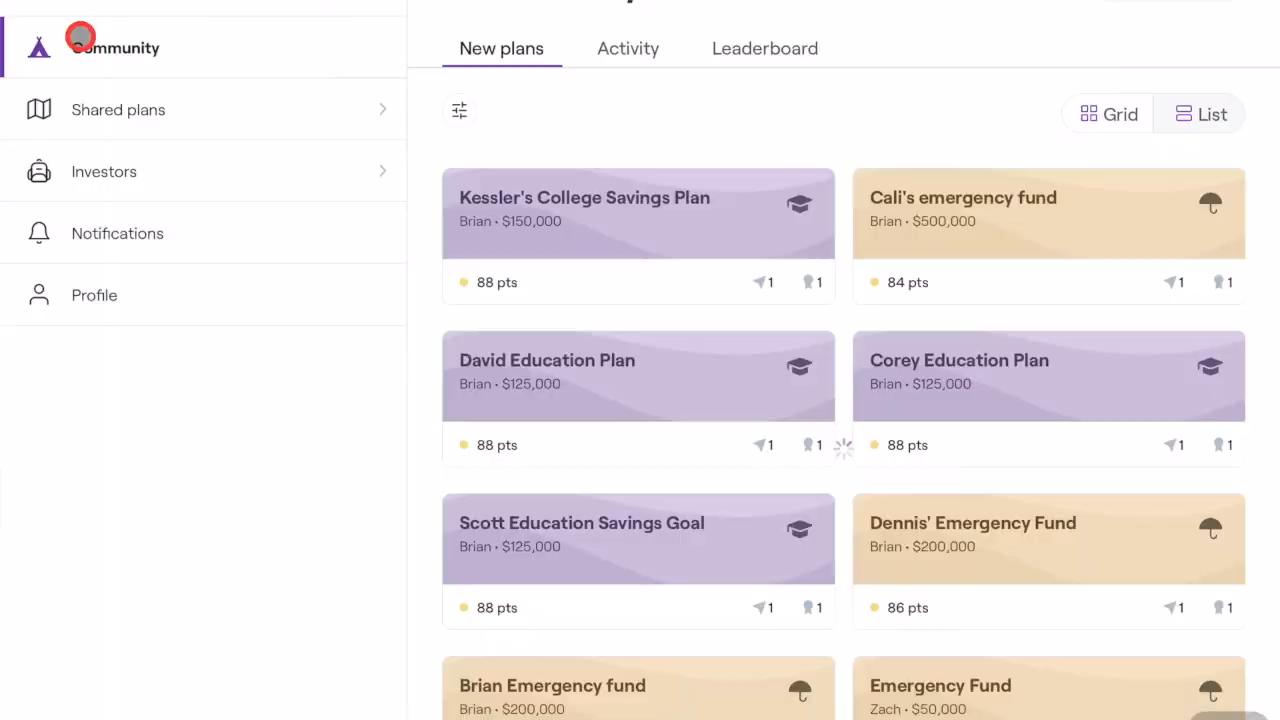 Community
Shared plans
Investors
Notifications
Profile
New plans Activity Leaderboard
Grid List
Kessler's College Savings Plan
Brian • $150,000
88 pts 1 1
Cali's emergency fund
Brian • $500,000
84 pts 1 1
David Education Plan
Brian • $125,000
88 pts 1 1
Corey Education Plan
Brian • $125,000
88 pts 1 1
Scott Education Savings Goal
Brian • $125,000
88 pts 1 1
Dennis' Emergency Fund
Brian • $200,000
86 pts 1 1
Brian Emergency fund
Brian • $200,000
Emergency Fund
Zach • $50,000